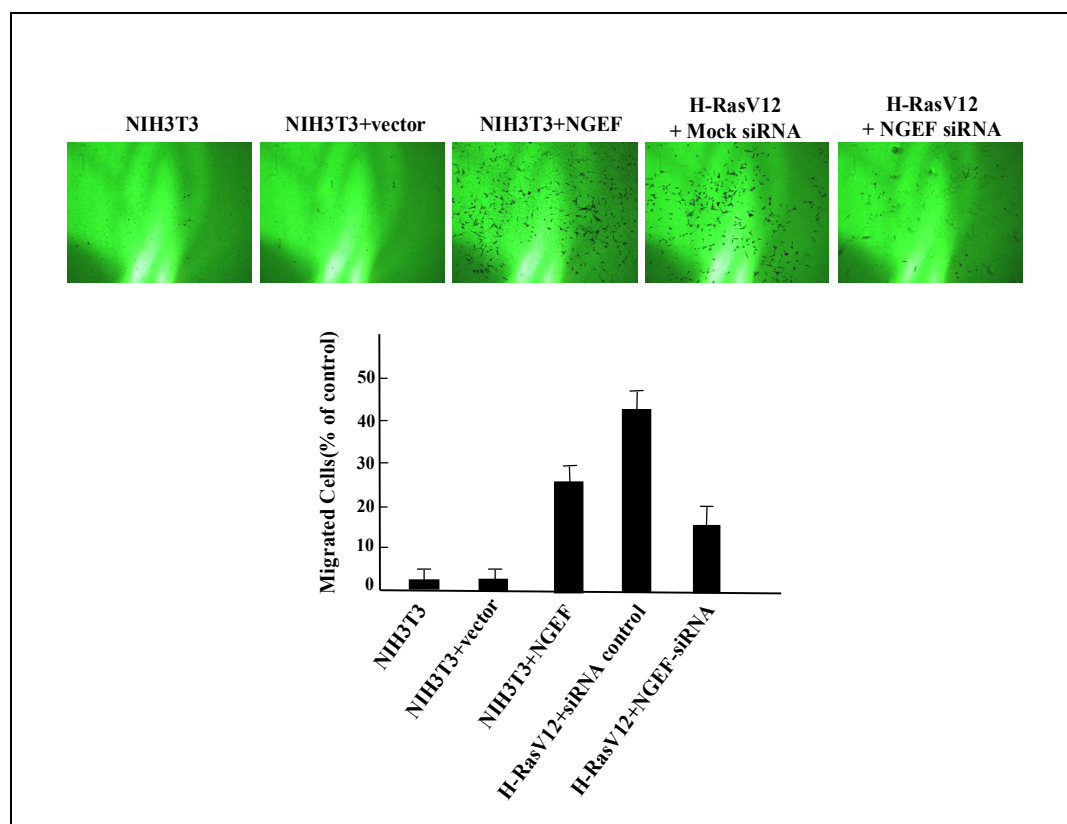 NIH3T3
NIH3T3+vector
NIH3T3+NGEF
H-RasV12
+ Mock siRNA
H-RasV12
+ NGEF siRNA
Migrated Cells(% of control)
50
40
30
20
10
0
NIH3T3
NIH3T3+vector
NIH3T3+NGEF
H-RasV12+siRNA control
H-RasV12+NGEF-siRNA